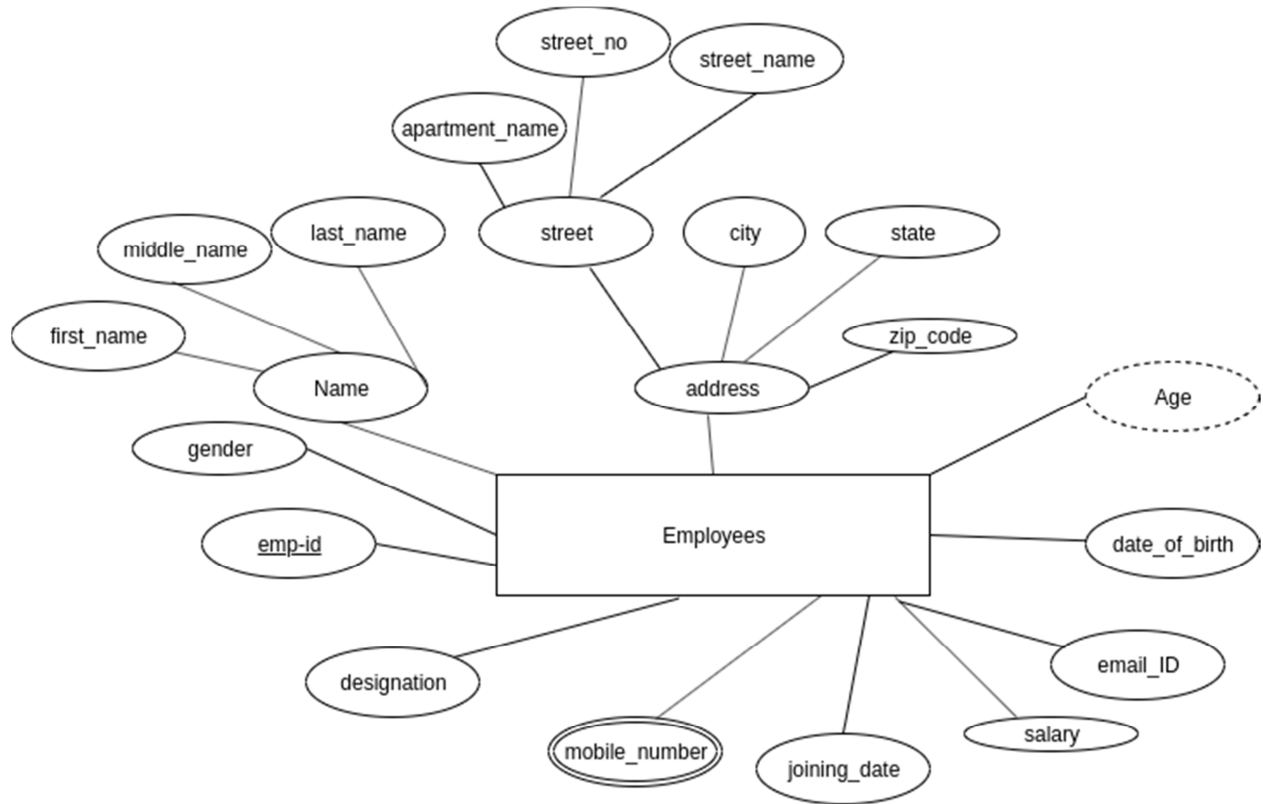 street_no
street_name
apartment_name
middle_name
last_name
street
city
state
first_name
zip_code
Name
address
Age
gender
Employees
emp-id
date_of_birth
designation
email_ID
mobile_number
joining_date
salary